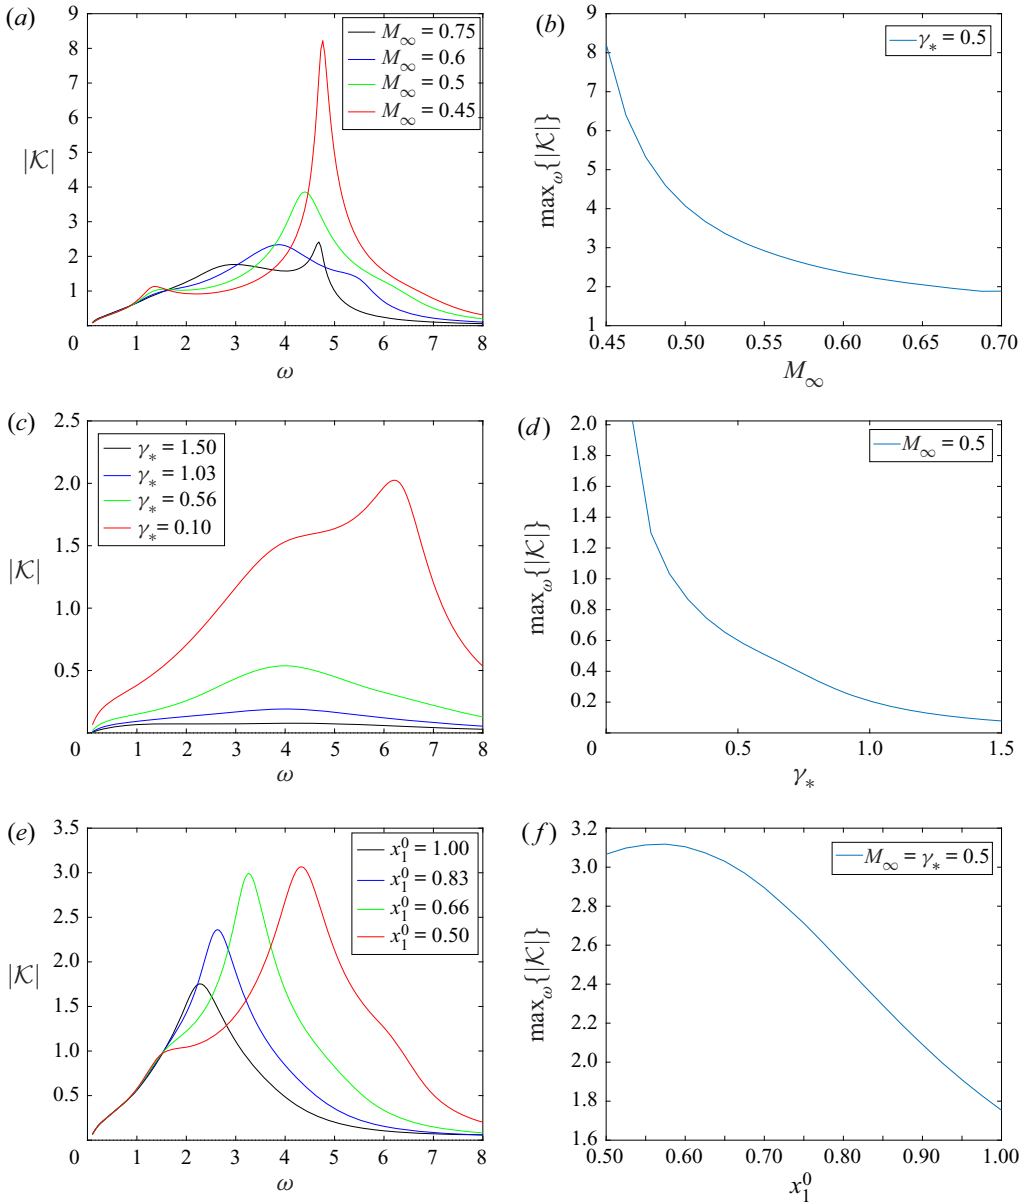 (a)
9
8
7
6
5
4
3
2
1
|𝒦|
M∞ = 0.75
M∞ = 0.6
M∞ = 0.5
M∞ = 0.45
0 1 2 3 4 5 6 7 8
ω
(b)
9
8
7
6
5
4
3
2
1
max_ω{|𝒦|}
γ* = 0.5
0.45 0.50 0.55 0.60 0.65 0.70
M∞
(c)
2.5
2.0
1.5
1.0
0.5
|𝒦|
γ* = 1.50
γ* = 1.03
γ* = 0.56
γ* = 0.10
0 1 2 3 4 5 6 7 8
ω
(d)
2.0
1.8
1.6
1.4
1.2
1.0
0.8
0.6
0.4
0.2
max_ω{|𝒦|}
M∞ = 0.5
0 0.5 1.0 1.5
γ*
(e)
3.5
3.0
2.5
2.0
1.5
1.0
0.5
|𝒦|
x₁⁰ = 1.00
x₁⁰ = 0.83
x₁⁰ = 0.66
x₁⁰ = 0.50
0 1 2 3 4 5 6 7 8
ω
(f)
3.2
3.0
2.8
2.6
2.4
2.2
2.0
1.8
1.6
max_ω{|𝒦|}
M∞ = γ* = 0.5
0.50 0.60 0.70 0.80 0.90 1.00
x₁⁰